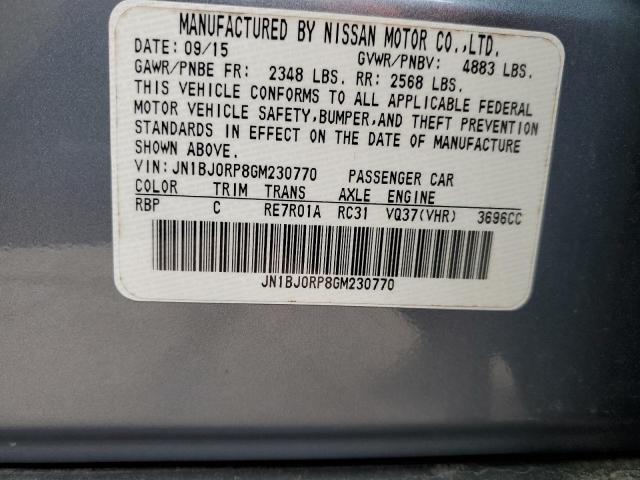 MANUFACTURED BY NISSAN MOTOR CO.,LTD.
DATE: 09/15 GVWR/PNBV: 4883 LBS.
GAWR/PNBE FR: 2348 LBS. RR: 2568 LBS.
THIS VEHICLE CONFORMS TO ALL APPLICABLE FEDERAL
MOTOR VEHICLE SAFETY,BUMPER,AND THEFT PREVENTION
STANDARDS IN EFFECT ON THE DATE OF MANUFACTURE
SHOWN ABOVE.
VIN: JN1BJ0RP8GM230770 PASSENGER CAR
COLOR TRIM TRANS AXLE ENGINE
RBP C RE7R01A RC31 VQ37(VHR) 3696CC
JN1BJ0RP8GM230770